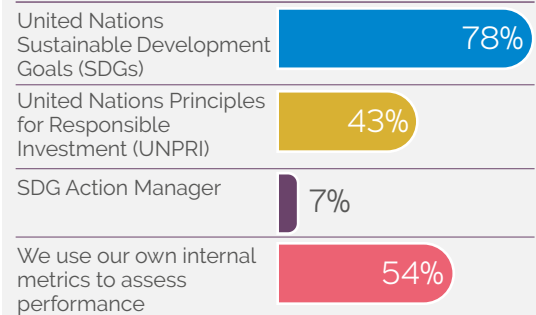 United Nations
Sustainable Development
Goals (SDGs)
78%
United Nations Principles
for Responsible
Investment (UNPRI)
43%
SDG Action Manager
7%
We use our own internal
metrics to assess
performance
54%